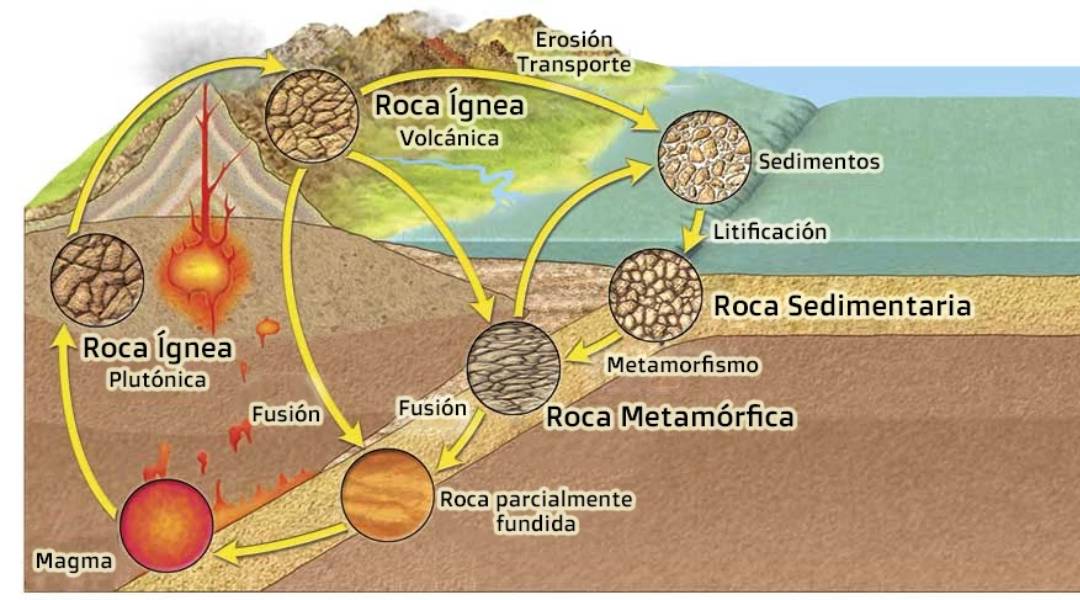 Erosión
Transporte
Roca Ígnea
Volcánica
Sedimentos
Litificación
Roca Sedimentaria
Roca Ígnea
Plutónica
Metamorfismo
Fusión
Fusión
Roca Metamórfica
Roca parcialmente
fundida
Magma